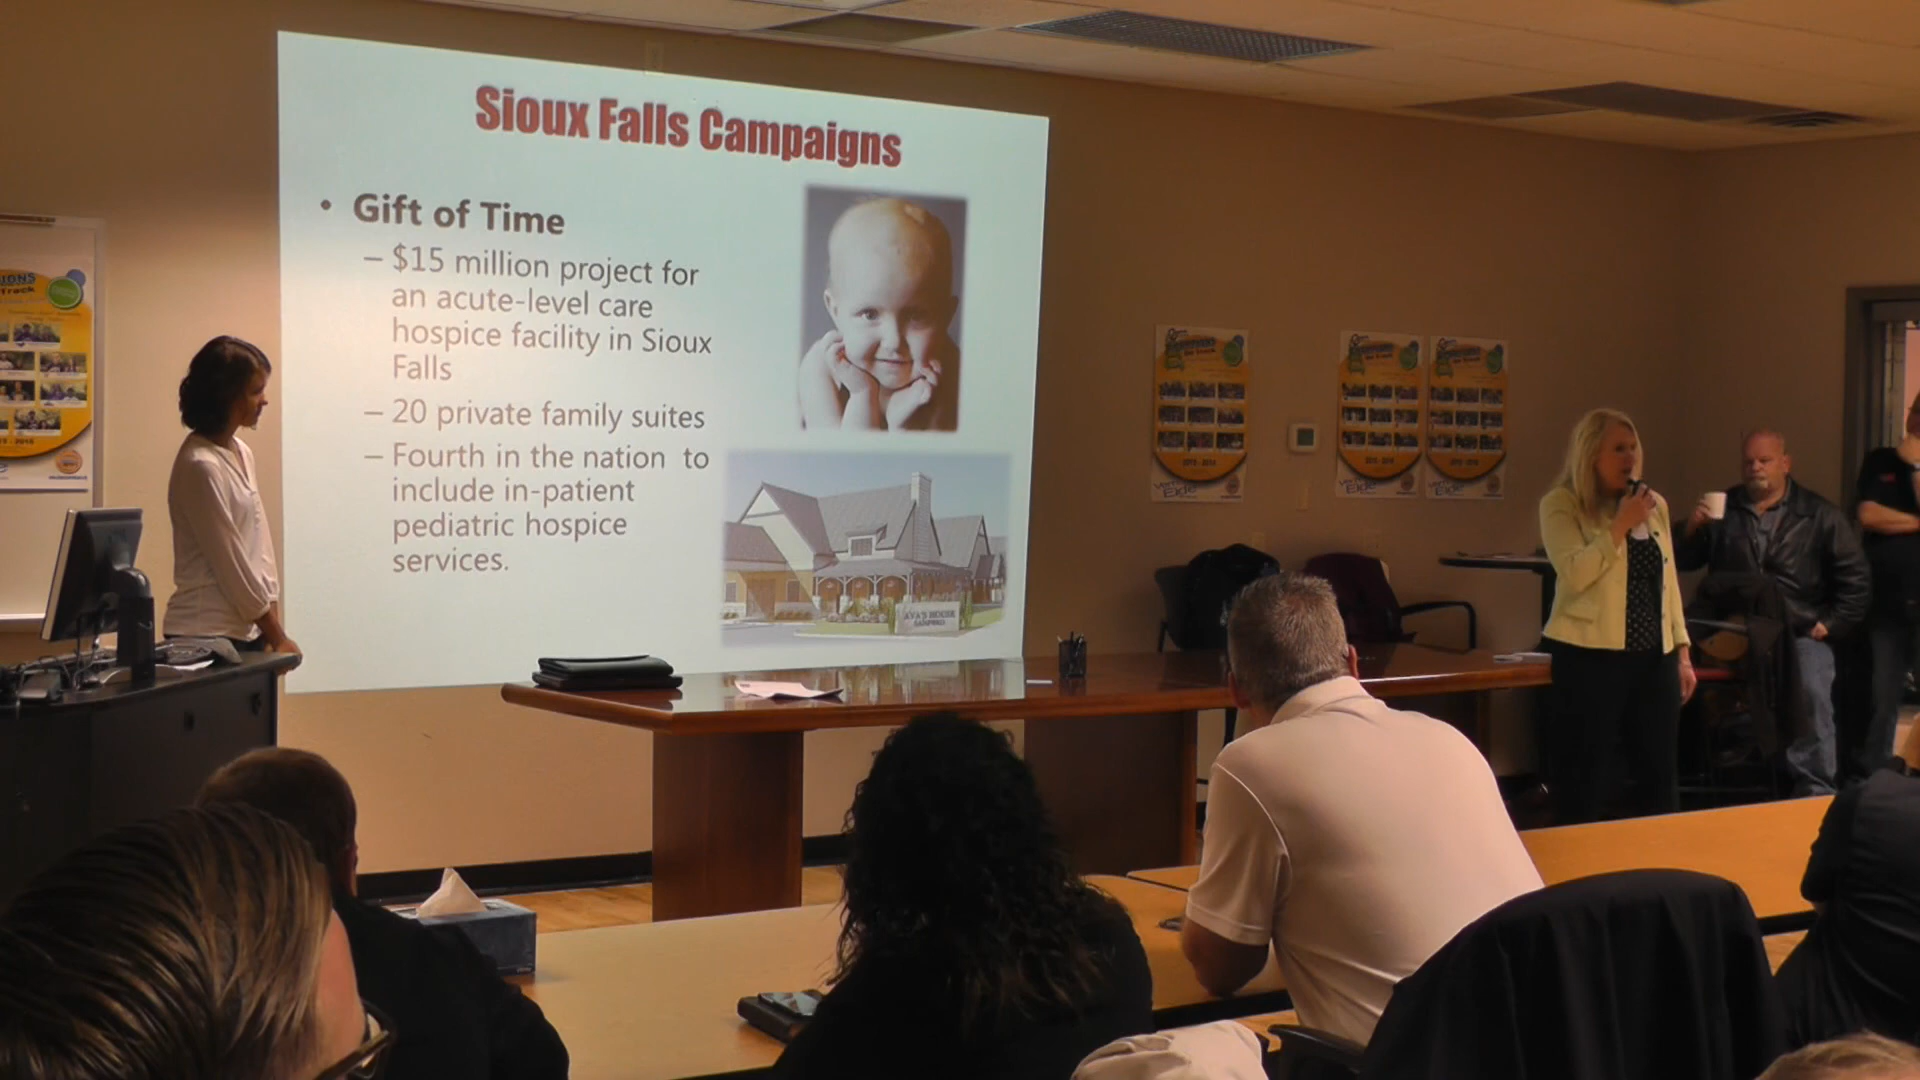 Sioux Falls Campaigns
• Gift of Time
– $15 million project for
an acute-level care
hospice facility in Sioux
Falls
– 20 private family suites
– Fourth in the nation to
include in-patient
pediatric hospice
services.
AVA'S HOUSE
SANFORD